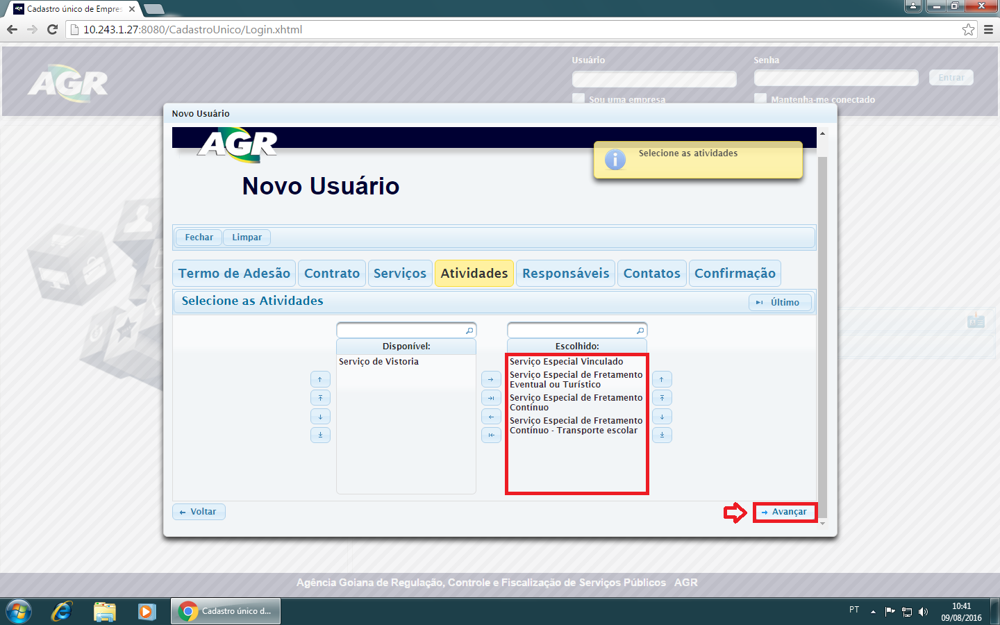 Cadastro único de Empres
10.243.1.27:8080/CadastroUnico/Login.xhtml
AGR
Usuário
Senha
Entrar
Sou uma empresa
Mantenha-me conectado
Novo Usuário
AGR
Selecione as atividades
Novo Usuário
Fechar
Limpar
Termo de Adesão
Contrato
Serviços
Atividades
Responsáveis
Contatos
Confirmação
Selecione as Atividades
Último
Disponível:
Serviço de Vistoria
Escolhido:
Serviço Especial Vinculado
Serviço Especial de Fretamento
Eventual ou Turístico
Serviço Especial de Fretamento
Contínuo
Serviço Especial de Fretamento
Contínuo - Transporte escolar
Voltar
Avançar
Agência Goiana de Regulação, Controle e Fiscalização de Serviços Públicos AGR
Cadastro único d...
PT
10:41
09/08/2016